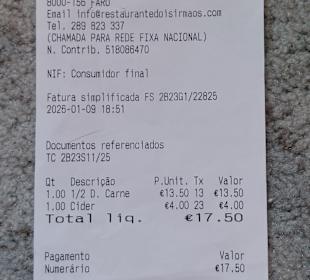 8000-156 FARO
Email info@restaurantedoisirmaos.com
Tel. 289 823 337
(CHAMADA PARA REDE FIXA NACIONAL)
N. Contrib. 518086470
NIF: Consumidor final
Fatura simplificada FS 2B23G1/22825
2026-01-09 18:51
Documentos referenciados
TC 2B23S11/25
Qt Descrição P.Unit. Tx Valor
1.00 1/2 D. Carne €13.50 13 €13.50
1.00 Cider €4.00 23 €4.00
Total liq. €17.50
Pagamento Valor
Numerário €17.50